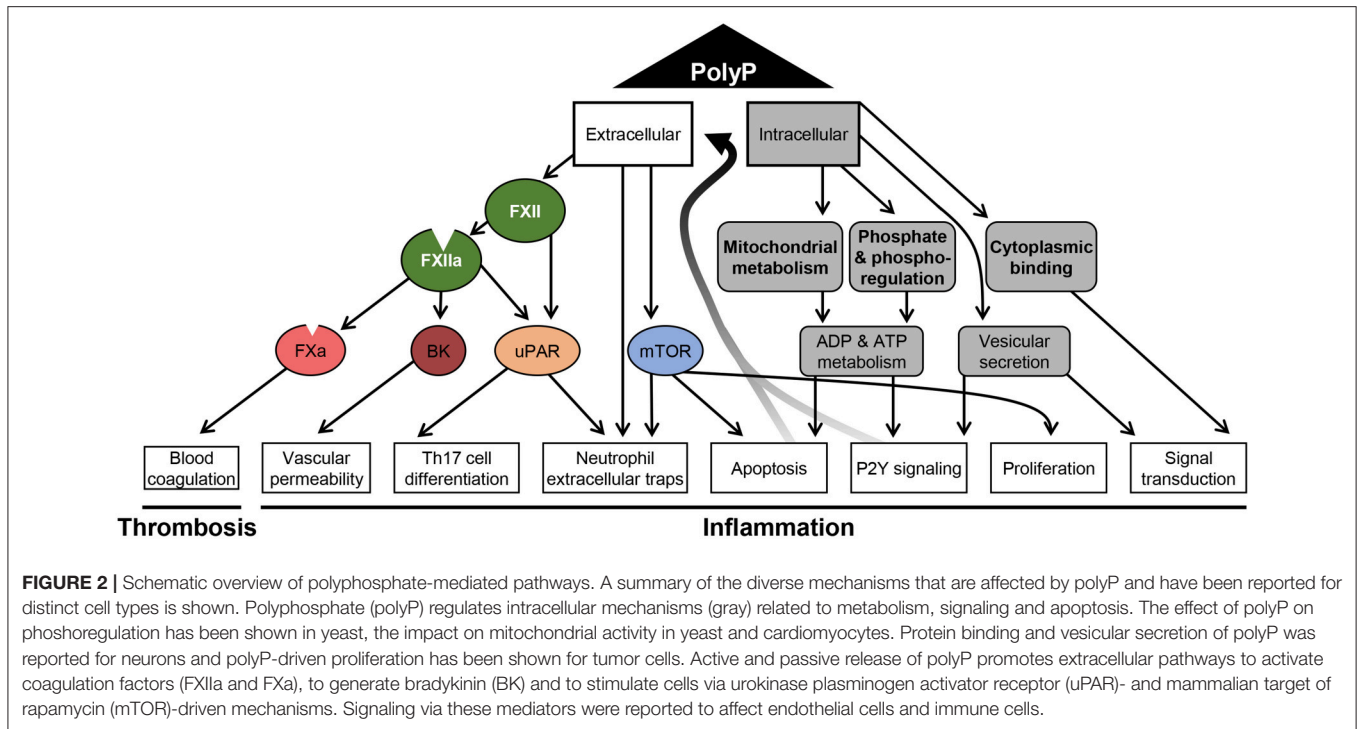 PolyP
Extracellular
Intracellular
FXII
FXIIa
Mitochondrial
metabolism
Phosphate
& phospho-
regulation
Cytoplasmic
binding
FXa
BK
uPAR
mTOR
ADP & ATP
metabolism
Vesicular
secretion
Blood
coagulation
Vascular
permeability
Th17 cell
differentiation
Neutrophil
extracellular traps
Apoptosis
P2Y signaling
Proliferation
Signal
transduction
Thrombosis
Inflammation
FIGURE 2 | Schematic overview of polyphosphate-mediated pathways. A summary of the diverse mechanisms that are affected by polyP and have been reported for
distinct cell types is shown. Polyphosphate (polyP) regulates intracellular mechanisms (gray) related to metabolism, signaling and apoptosis. The effect of polyP on
phoshoregulation has been shown in yeast, the impact on mitochondrial activity in yeast and cardiomyocytes. Protein binding and vesicular secretion of polyP was
reported for neurons and polyP-driven proliferation has been shown for tumor cells. Active and passive release of polyP promotes extracellular pathways to activate
coagulation factors (FXIIa and FXa), to generate bradykinin (BK) and to stimulate cells via urokinase plasminogen activator receptor (uPAR)- and mammalian target of
rapamycin (mTOR)-driven mechanisms. Signaling via these mediators were reported to affect endothelial cells and immune cells.